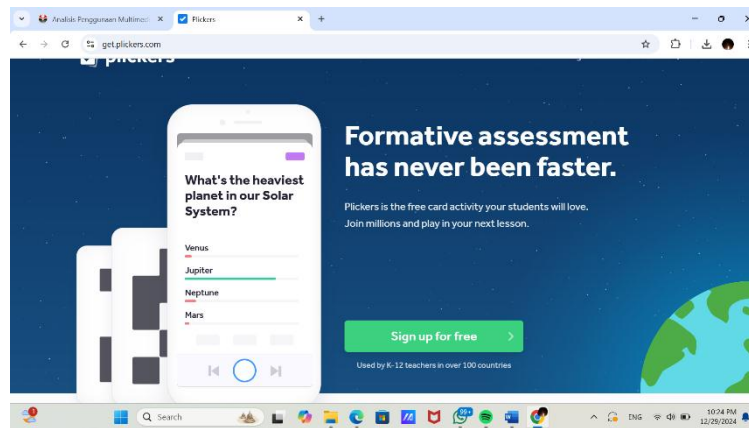 Analisis Penggunaan Multimedi
Plickers
get.plickers.com
plickers
What's the heaviest
planet in our Solar
System?
Venus
Jupiter
Neptune
Mars
Formative assessment
has never been faster.
Plickers is the free card activity your students will love.
Join millions and play in your next lesson.
Sign up for free
Used by K-12 teachers in over 100 countries
Search
99+
ENG
10:24 PM
12/29/2024